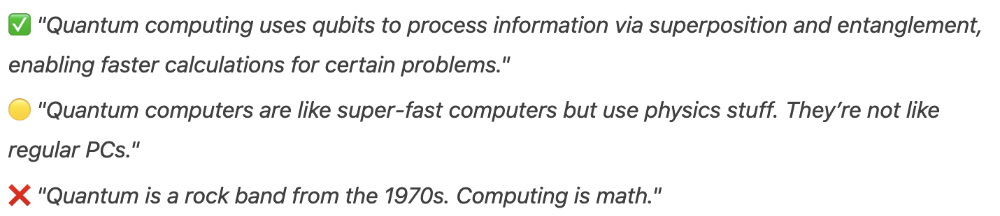 ✅ "Quantum computing uses qubits to process information via superposition and entanglement,
enabling faster calculations for certain problems."
🟡 "Quantum computers are like super-fast computers but use physics stuff. They’re not like
regular PCs."
❌ "Quantum is a rock band from the 1970s. Computing is math."